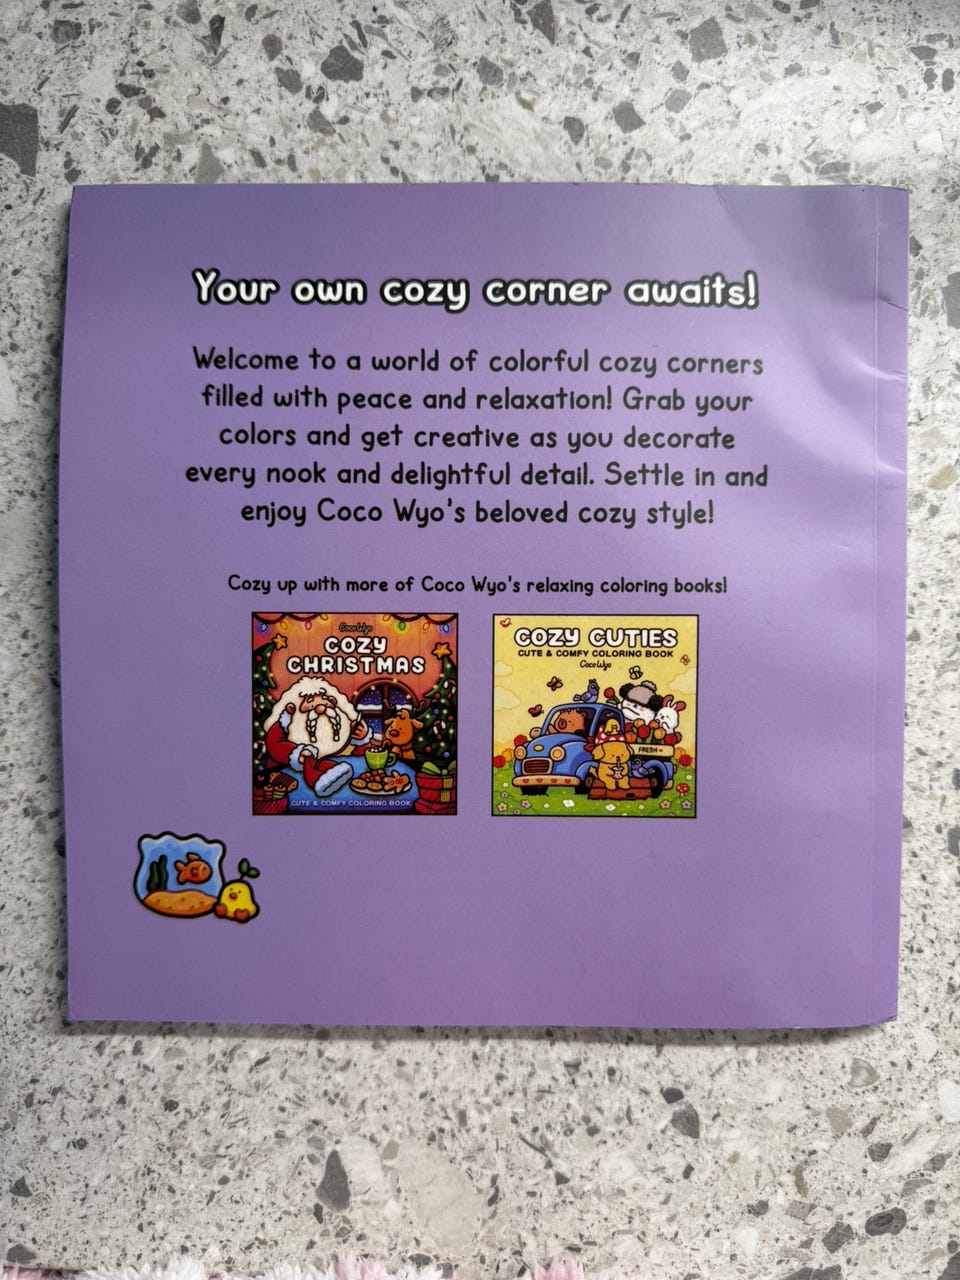 Your own cozy corner awaits!
Welcome to a world of colorful cozy corners
filled with peace and relaxation! Grab your
colors and get creative as you decorate
every nook and delightful detail. Settle in and
enjoy Coco Wyo's beloved cozy style!
Cozy up with more of Coco Wyo's relaxing coloring books!
Coco Wyo
COZY
CHRISTMAS
CUTE & COMFY COLORING BOOK
COZY CUTIES
CUTE & COMFY COLORING BOOK
Coco Wyo
FRESH